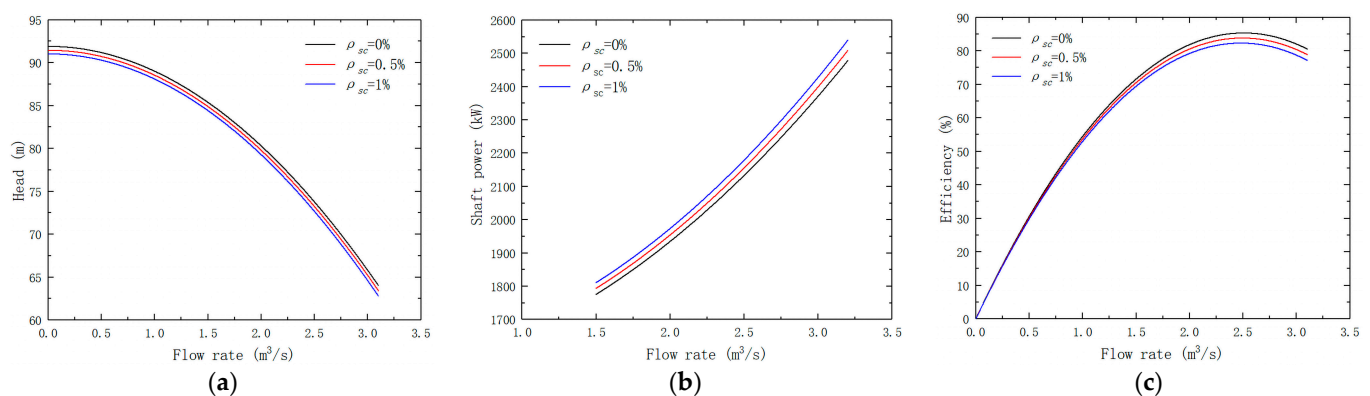 95
90
85
80
75
70
65
60
Head (m)
ρsc=0%
ρsc=0.5%
ρsc=1%
0.0 0.5 1.0 1.5 2.0 2.5 3.0 3.5
Flow rate (m³/s)
(a)
2600
2500
2400
2300
2200
2100
2000
1900
1800
1700
Shaft power (kW)
ρsc=0%
ρsc=0.5%
ρsc=1%
1.0 1.5 2.0 2.5 3.0 3.5
Flow rate (m³/s)
(b)
90
80
70
60
50
40
30
20
10
0
Efficiency (%)
ρsc=0%
ρsc=0.5%
ρsc=1%
0.0 0.5 1.0 1.5 2.0 2.5 3.0 3.5
Flow rate (m³/s)
(c)